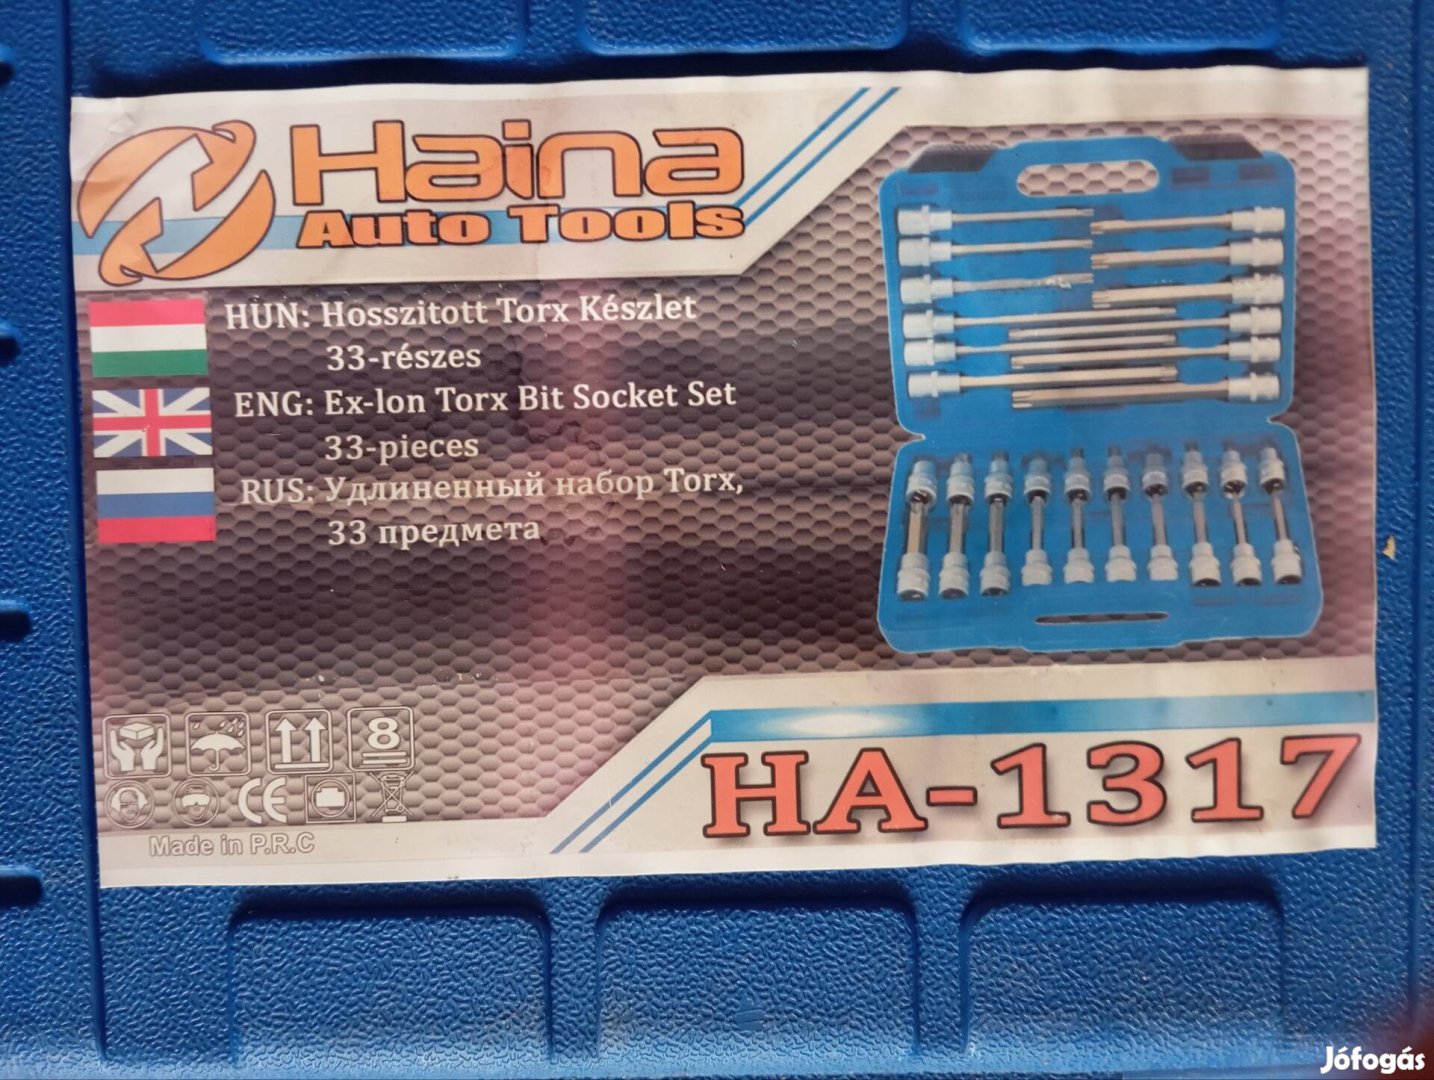 Haina
Auto Tools
HUN: Hosszitott Torx Készlet
33-részes
ENG: Ex-lon Torx Bit Socket Set
33-pieces
RUS: Удлиненный набор Torx,
33 предмета
8
CE
Made in P.R.C
HA-1317
Jófogás